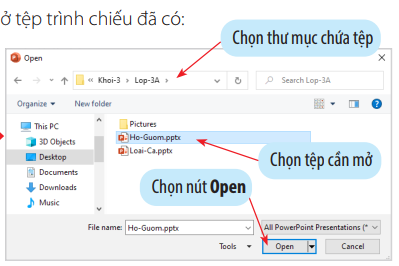 ở tệp trình chiếu đã có:
Chọn thư mục chứa tệp
Open
« Khoi-3 › Lop-3A ›
Search Lop-3A
Organize
New folder
This PC
3D Objects
Desktop
Documents
Downloads
Music
Pictures
Ho-Guom.pptx
Loai-Ca.pptx
Chọn tệp cần mở
Chọn nút Open
File name: Ho-Guom.pptx
All PowerPoint Presentations (*
Tools
Open
Cancel